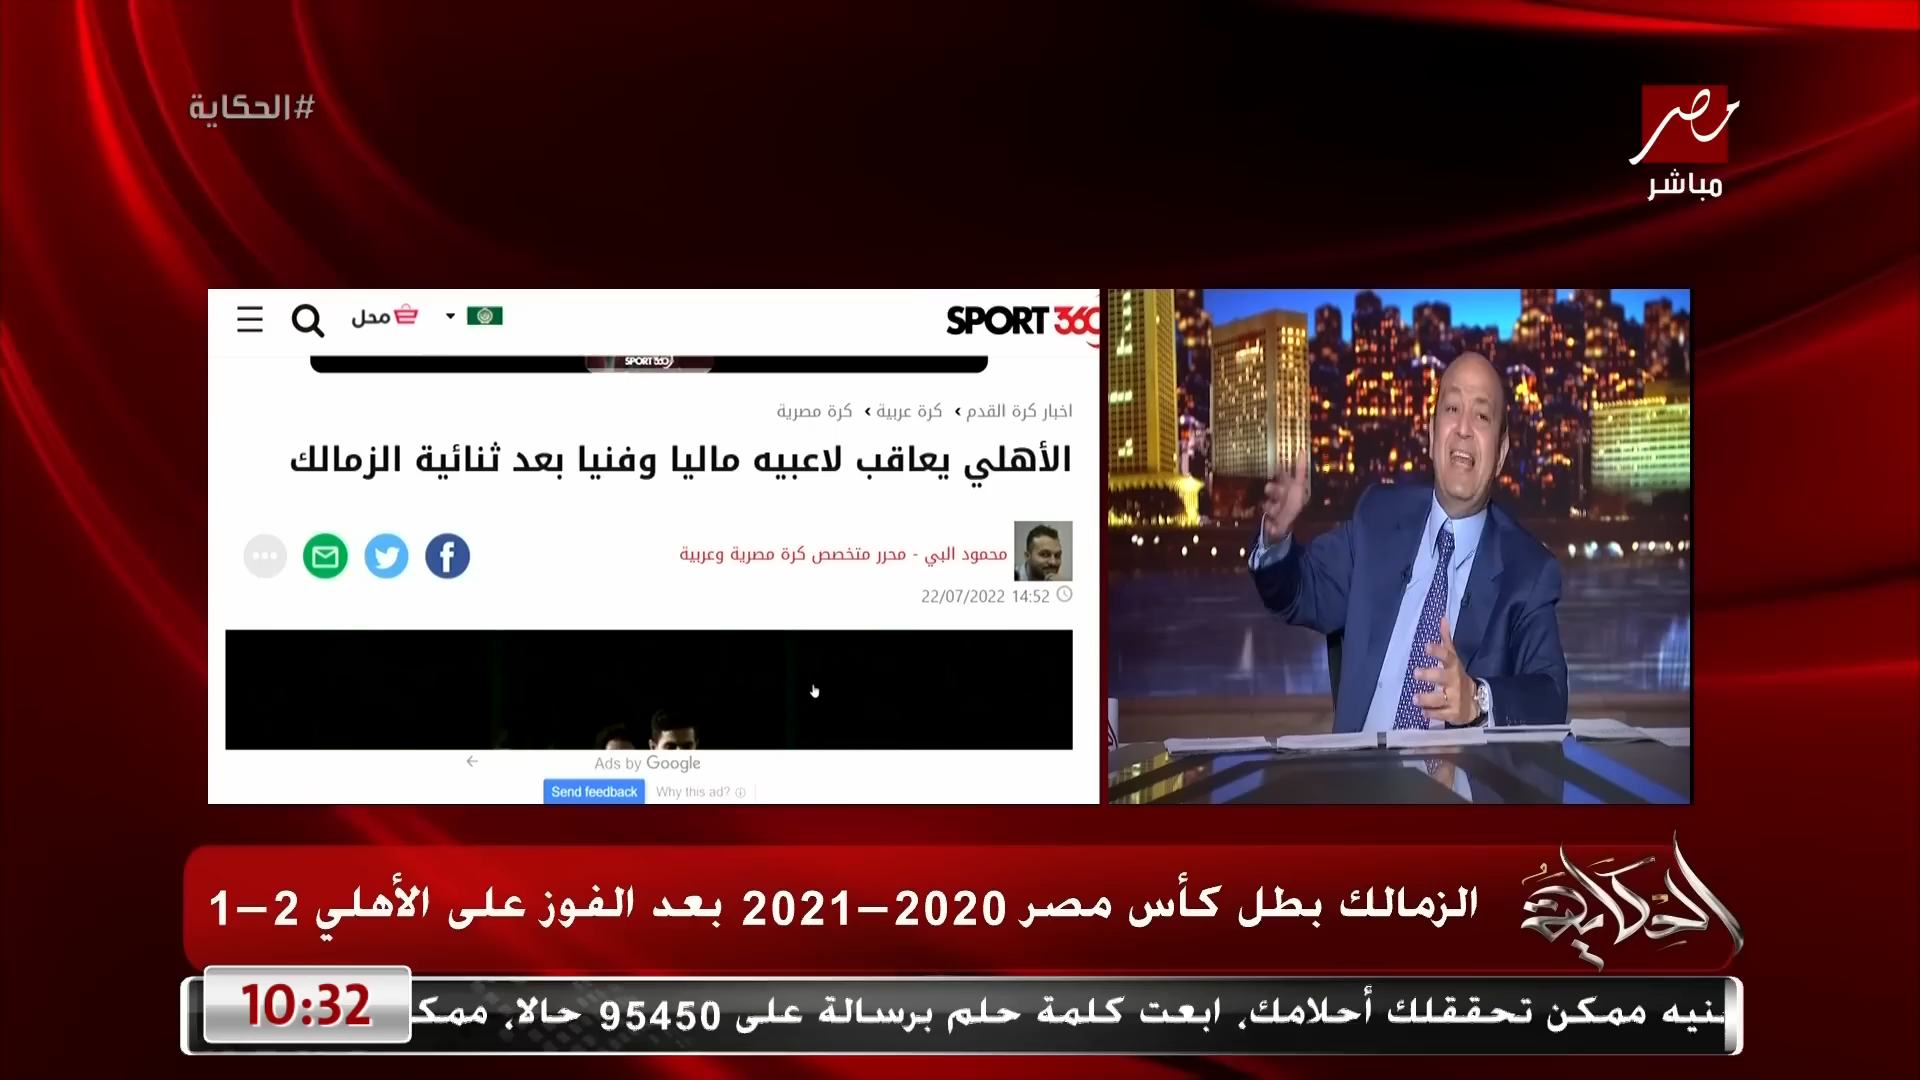 #الحكاية
مصر
مباشر
محل
SPORT 360
SPORT 360
اخبار كرة القدم › كرة عربية › كرة مصرية
الأهلي يعاقب لاعبيه ماليا وفنيا بعد ثنائية الزمالك
محمود البي - محرر متخصص كرة مصرية وعربية
22/07/2022 14:52
Ads by Google
Send feedback
Why this ad?
الحكاية
الزمالك بطل كأس مصر 2020–2021 بعد الفوز على الأهلي 2–1
10:32
نيه ممكن تحققلك أحلامك، ابعت كلمة حلم برسالة على 95450 حالا، ممك